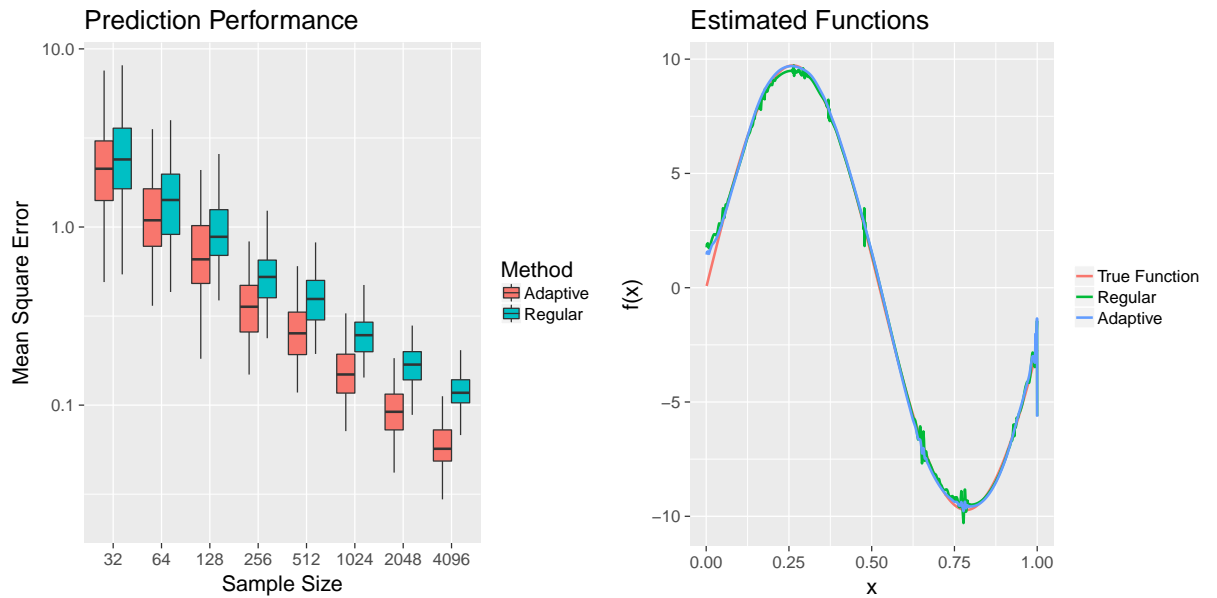 Prediction Performance
10.0
1.0
0.1
Mean Square Error
32 64 128 256 512 1024 2048 4096
Sample Size
Method
Adaptive
Regular
Estimated Functions
10
5
0
−5
−10
f(x)
0.00 0.25 0.50 0.75 1.00
x
True Function
Regular
Adaptive